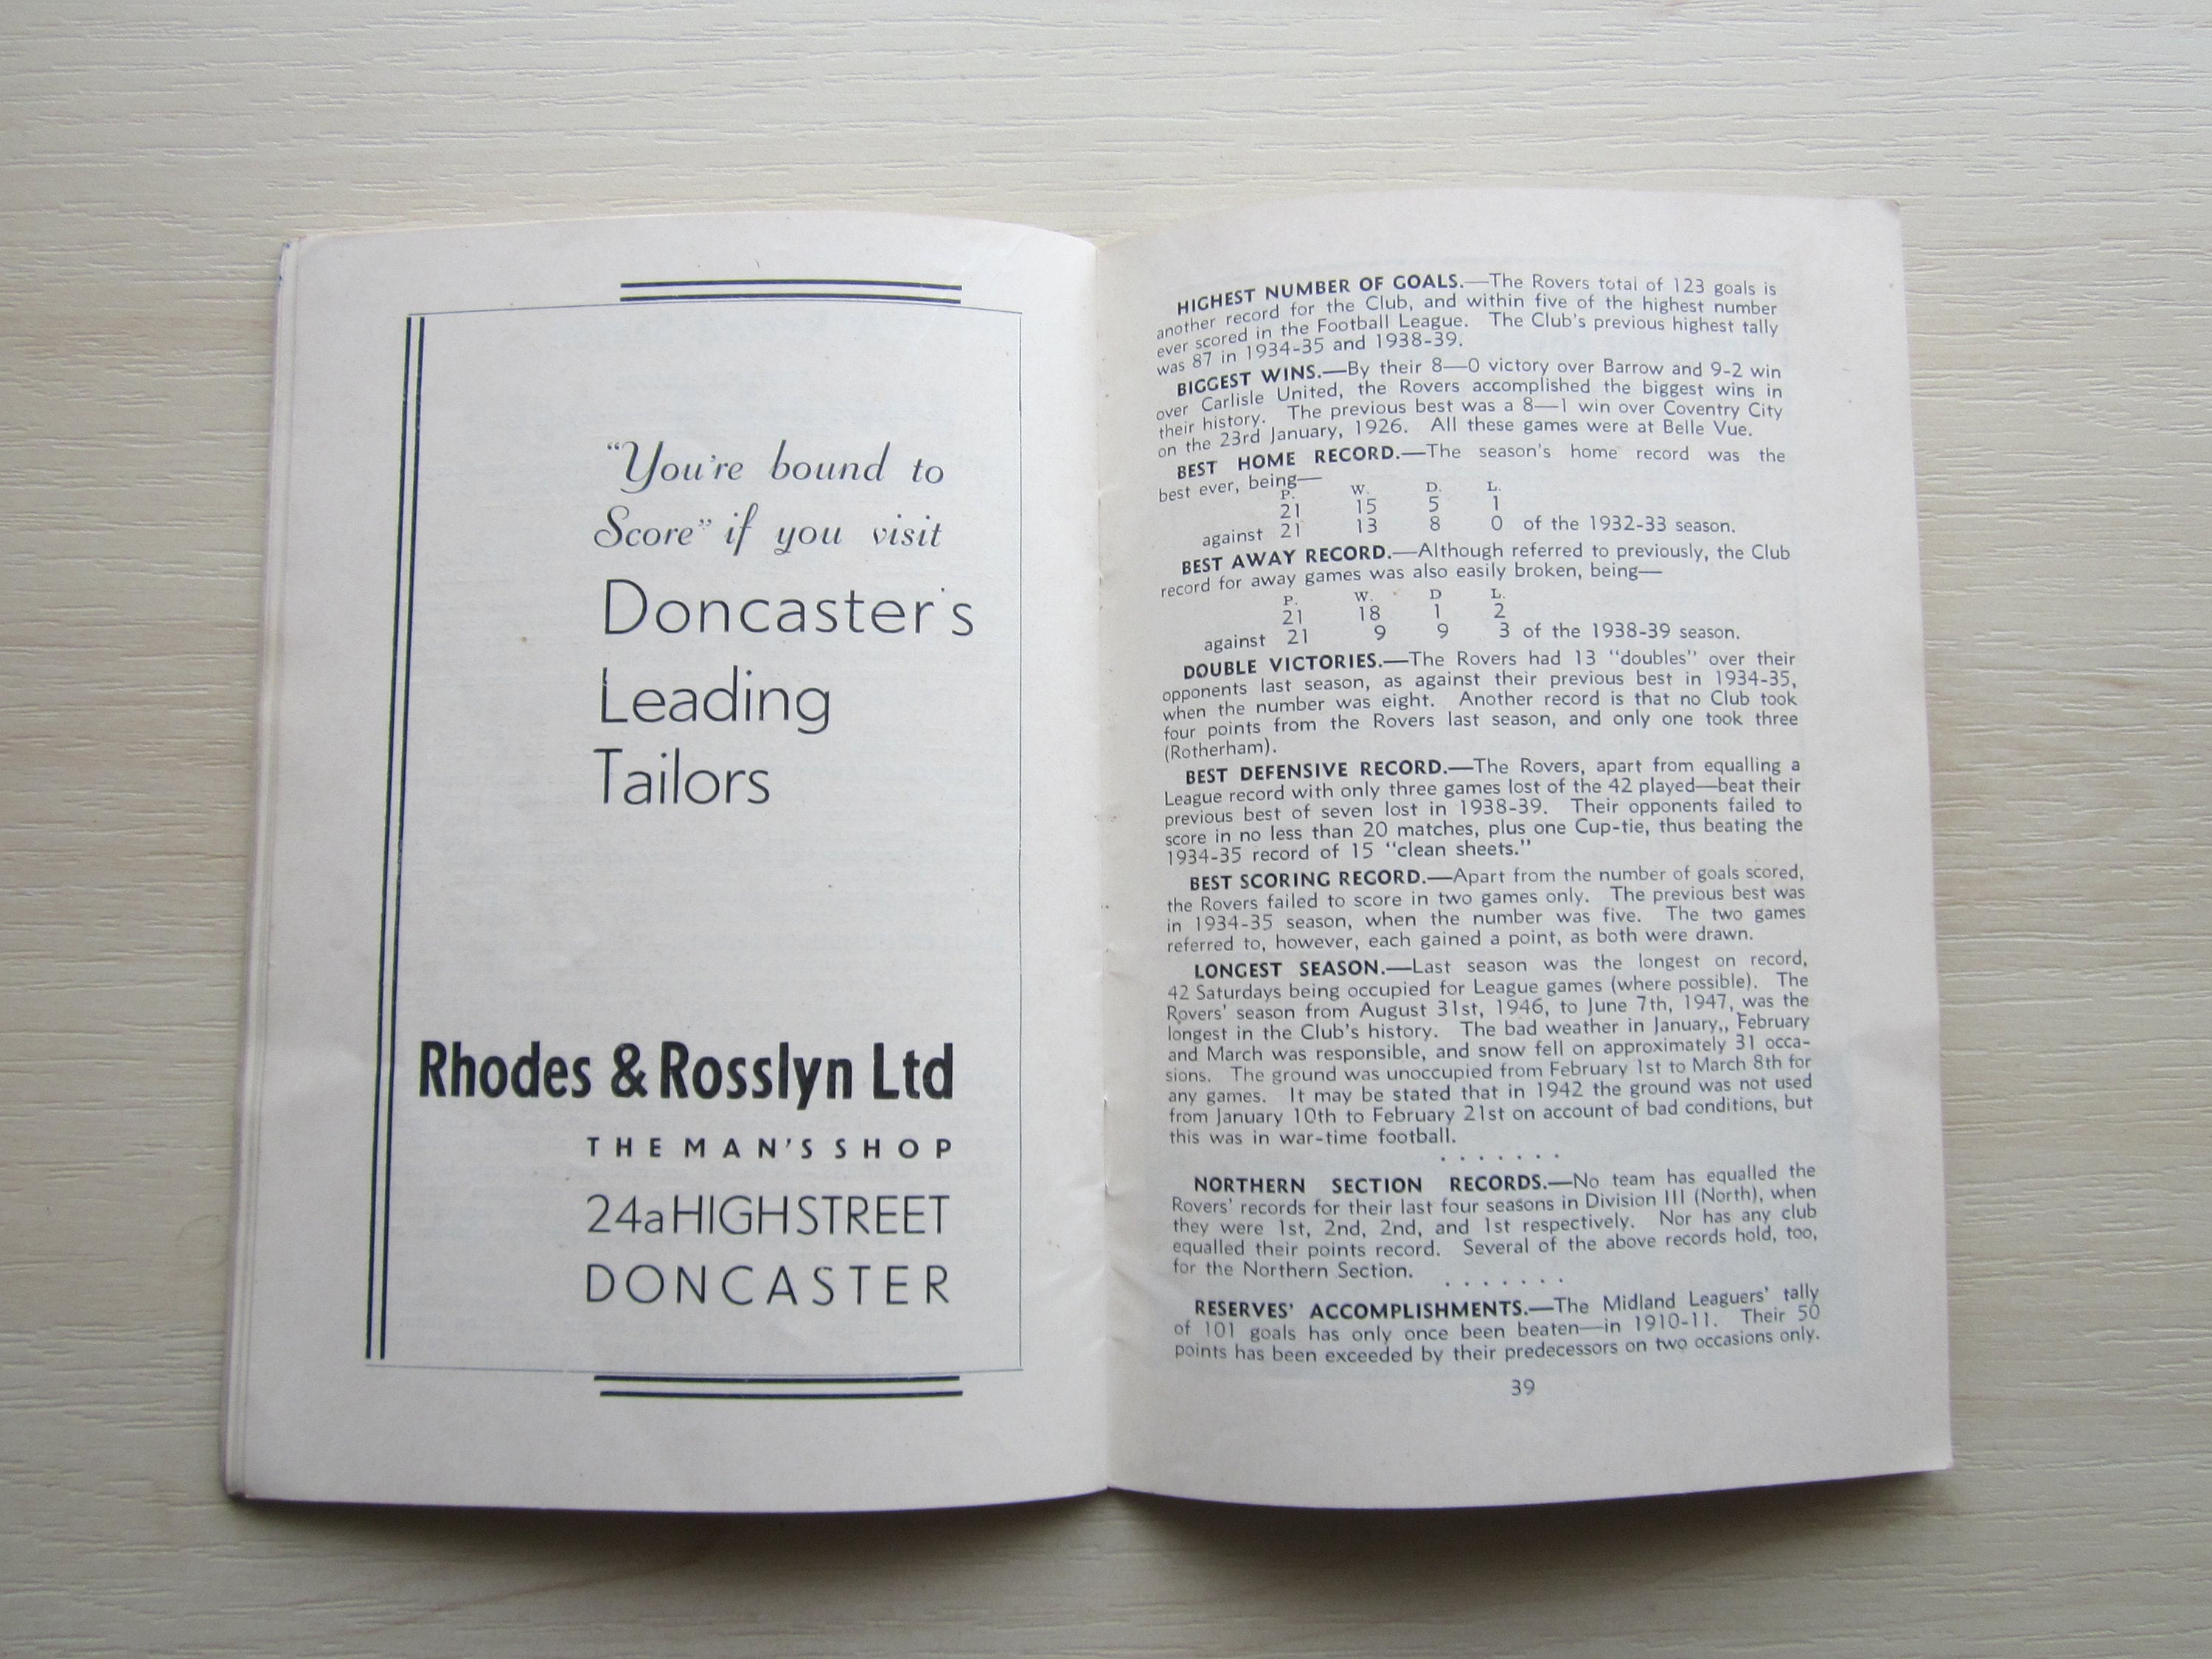 “You're bound to
Score” if you visit
Doncaster's
Leading
Tailors
Rhodes & Rosslyn Ltd
THE MAN'S SHOP
24a HIGH STREET
DONCASTER
HIGHEST NUMBER OF GOALS.—The Rovers total of 123 goals is
another record for the Club, and within five of the highest number
ever scored in the Football League. The Club's previous highest tally
was 87 in 1934-35 and 1938-39.
BIGGEST WINS.—By their 8—0 victory over Barrow and 9-2 win
over Carlisle United, the Rovers accomplished the biggest wins in
their history. The previous best was a 8—1 win over Coventry City
on the 23rd January, 1926. All these games were at Belle Vue.
BEST HOME RECORD.—The season's home record was the
best ever, being—
P. W. D. L.
21 15 5 1
against 21 13 8 0 of the 1932-33 season.
BEST AWAY RECORD.—Although referred to previously, the Club
record for away games was also easily broken, being—
P. W. D L.
21 18 1 2
against 21 9 9 3 of the 1938-39 season.
DOUBLE VICTORIES.—The Rovers had 13 “doubles” over their
opponents last season, as against their previous best in 1934-35,
when the number was eight. Another record is that no Club took
four points from the Rovers last season, and only one took three
(Rotherham).
BEST DEFENSIVE RECORD.—The Rovers, apart from equalling a
League record with only three games lost of the 42 played—beat their
previous best of seven lost in 1938-39. Their opponents failed to
score in no less than 20 matches, plus one Cup-tie, thus beating the
1934-35 record of 15 “clean sheets.”
BEST SCORING RECORD.—Apart from the number of goals scored,
the Rovers failed to score in two games only. The previous best was
in 1934-35 season, when the number was five. The two games
referred to, however, each gained a point, as both were drawn.
LONGEST SEASON.—Last season was the longest on record,
42 Saturdays being occupied for League games (where possible). The
Rovers' season from August 31st, 1946, to June 7th, 1947, was the
longest in the Club's history. The bad weather in January,, February
and March was responsible, and snow fell on approximately 31 occa-
sions. The ground was unoccupied from February 1st to March 8th for
any games. It may be stated that in 1942 the ground was not used
from January 10th to February 21st on account of bad conditions, but
this was in war-time football.
. . . . . . .
NORTHERN SECTION RECORDS.—No team has equalled the
Rovers' records for their last four seasons in Division III (North), when
they were 1st, 2nd, 2nd, and 1st respectively. Nor has any club
equalled their points record. Several of the above records hold, too,
for the Northern Section.
. . . . . . .
RESERVES' ACCOMPLISHMENTS.—The Midland Leaguers' tally
of 101 goals has only once been beaten—in 1910-11. Their 50
points has been exceeded by their predecessors on two occasions only.
39